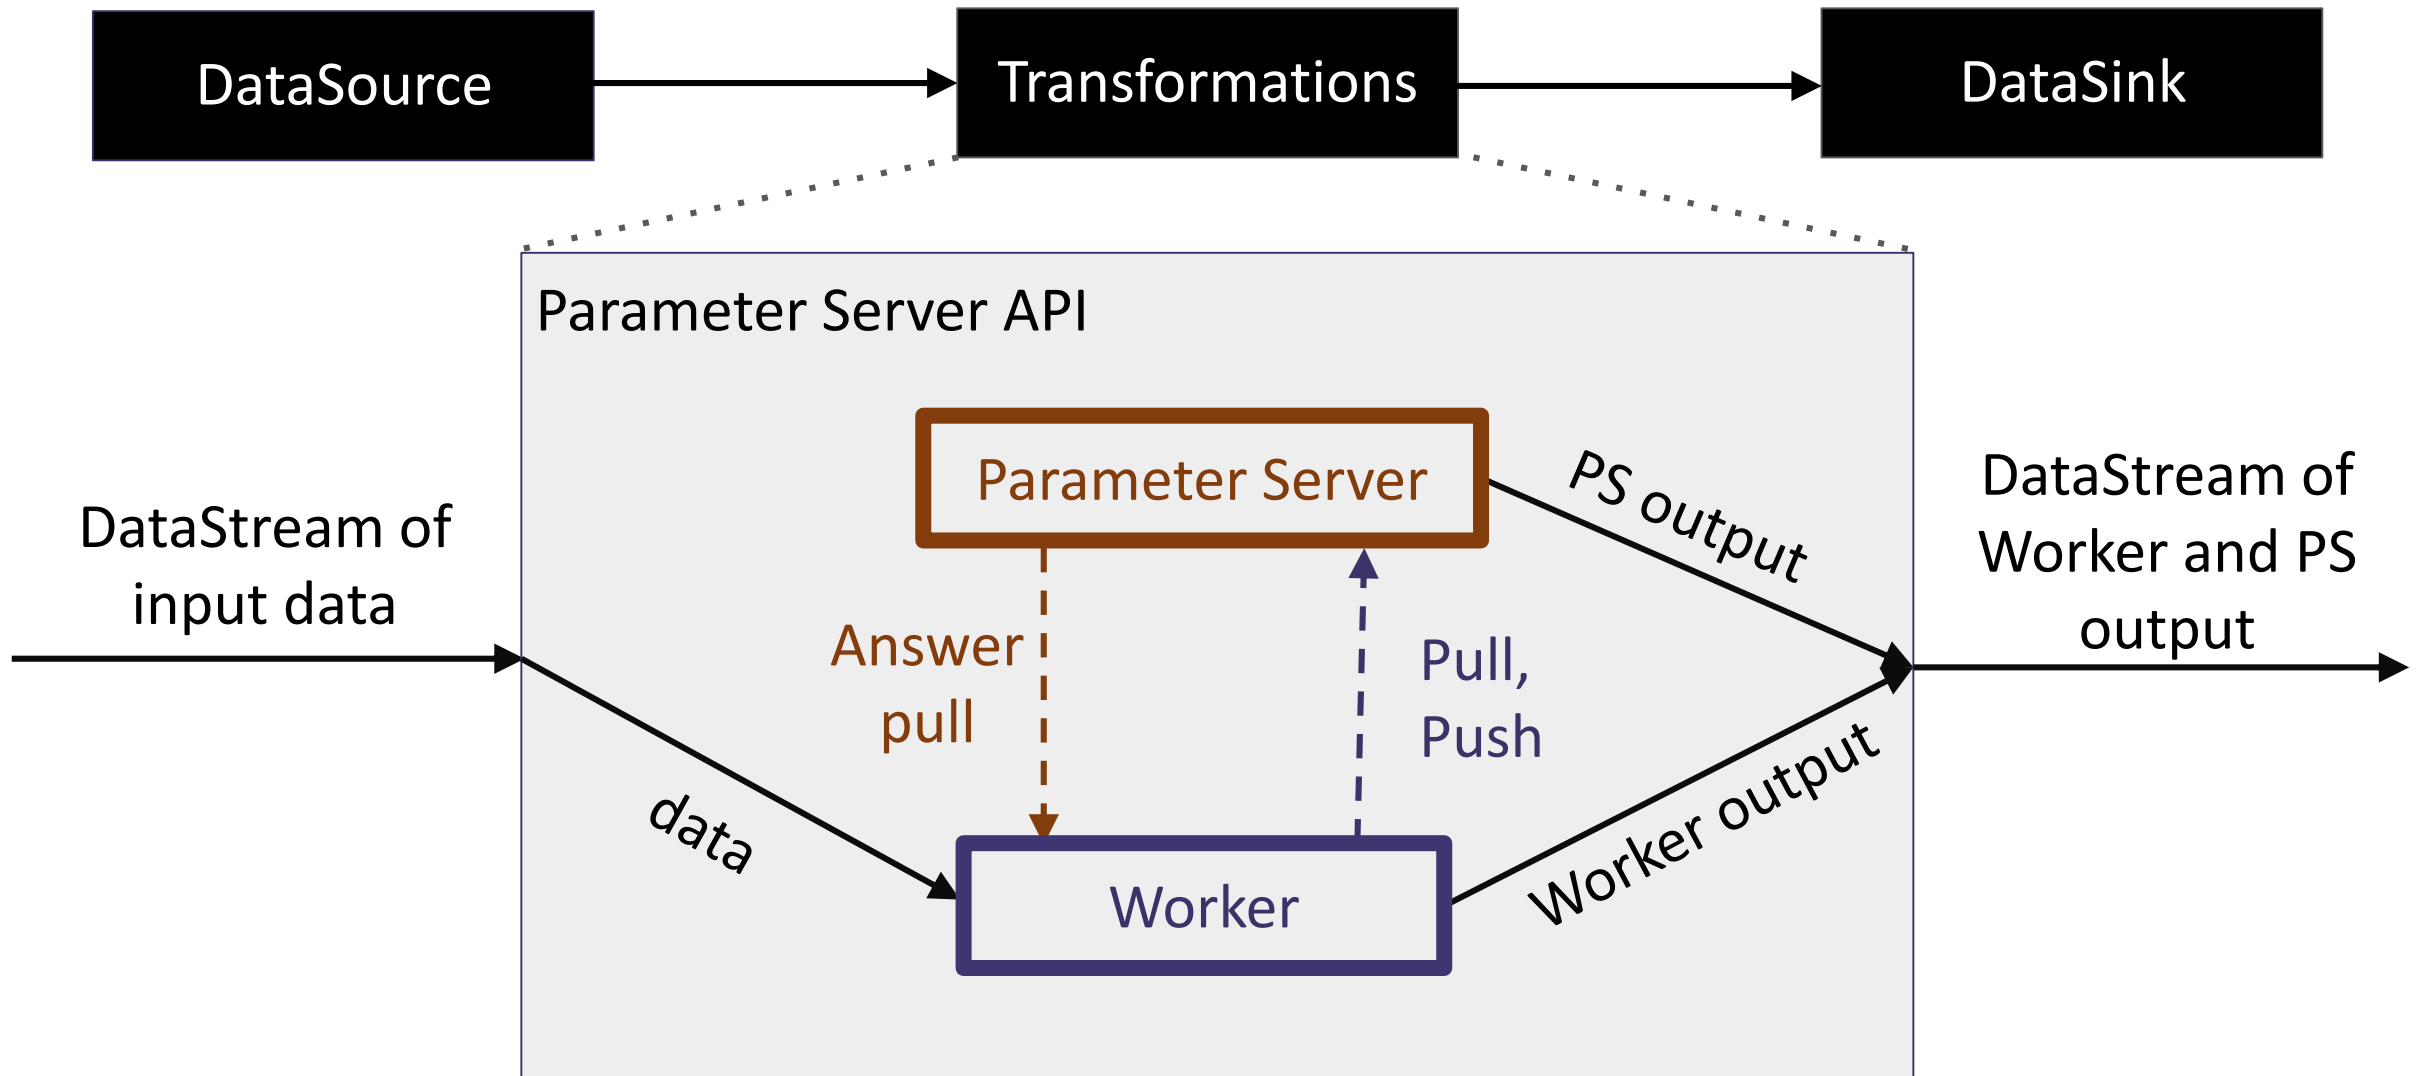 DataSource
Transformations
DataSink
Parameter Server API
DataStream of
input data
Parameter Server
PS output
DataStream of
Worker and PS
output
Answer
pull
Pull,
Push
data
Worker
Worker output